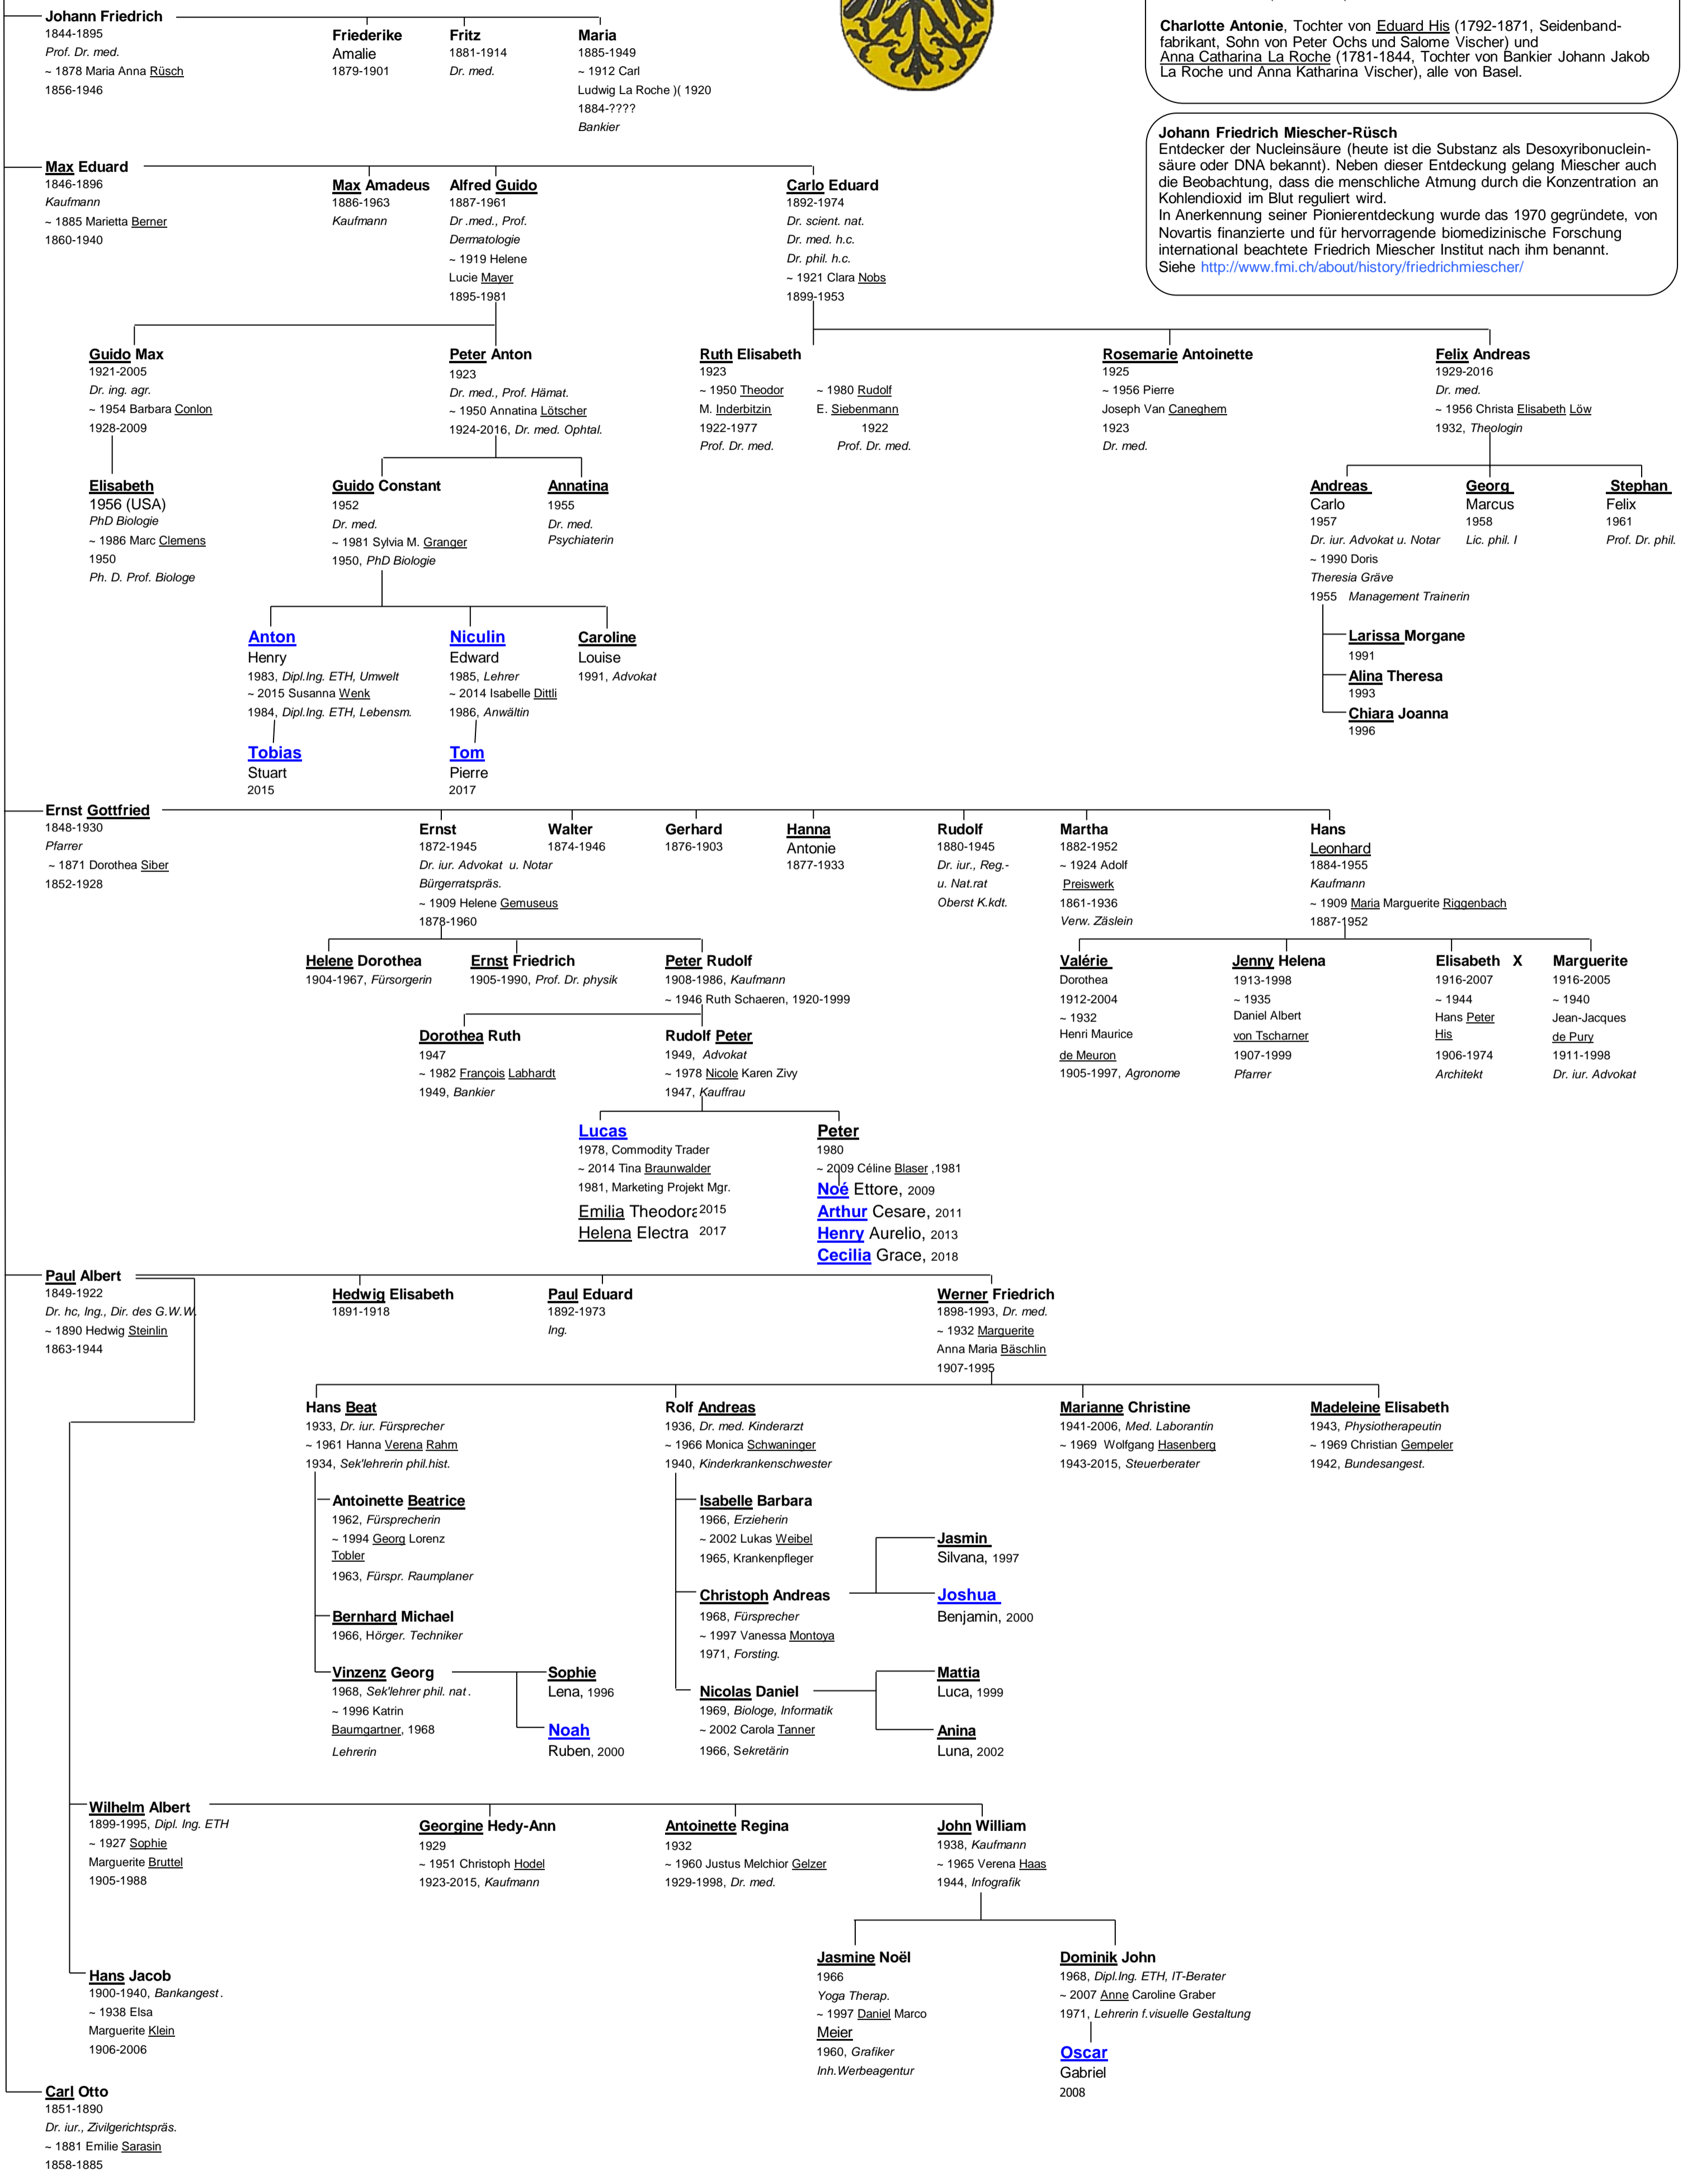 Charlotte Antonie, Tochter von Eduard His (1792-1871, Seidenband-
fabrikant, Sohn von Peter Ochs und Salome Vischer) und
Anna Catharina La Roche (1781-1844, Tochter von Bankier Johann Jakob
La Roche und Anna Katharina Vischer), alle von Basel.
Johann Friedrich Miescher-Rüsch
Entdecker der Nucleinsäure (heute ist die Substanz als Desoxyribonuclein-
säure oder DNA bekannt). Neben dieser Entdeckung gelang Miescher auch
die Beobachtung, dass die menschliche Atmung durch die Konzentration an
Kohlendioxid im Blut reguliert wird.
In Anerkennung seiner Pionierentdeckung wurde das 1970 gegründete, von
Novartis finanzierte und für hervorragende biomedizinische Forschung
international beachtete Friedrich Miescher Institut nach ihm benannt.
Siehe http://www.fmi.ch/about/history/friedrichmiescher/
Johann Friedrich
1844-1895
Prof. Dr. med.
~ 1878 Maria Anna Rüsch
1856-1946
Friederike
Amalie
1879-1901
Fritz
1881-1914
Dr. med.
Maria
1885-1949
~ 1912 Carl
Ludwig La Roche )( 1920
1884-????
Bankier
Max Eduard
1846-1896
Kaufmann
~ 1885 Marietta Berner
1860-1940
Max Amadeus
1886-1963
Kaufmann
Alfred Guido
1887-1961
Dr .med., Prof.
Dermatologie
~ 1919 Helene
Lucie Mayer
1895-1981
Carlo Eduard
1892-1974
Dr. scient. nat.
Dr. med. h.c.
Dr. phil. h.c.
~ 1921 Clara Nobs
1899-1953
Guido Max
1921-2005
Dr. ing. agr.
~ 1954 Barbara Conlon
1928-2009
Peter Anton
1923
Dr. med., Prof. Hämat.
~ 1950 Annatina Lötscher
1924-2016, Dr. med. Ophtal.
Ruth Elisabeth
1923
~ 1950 Theodor
M. Inderbitzin
1922-1977
Prof. Dr. med.
~ 1980 Rudolf
E. Siebenmann
1922
Prof. Dr. med.
Rosemarie Antoinette
1925
~ 1956 Pierre
Joseph Van Caneghem
1923
Dr. med.
Felix Andreas
1929-2016
Dr. med.
~ 1956 Christa Elisabeth Löw
1932, Theologin
Elisabeth
1956 (USA)
PhD Biologie
~ 1986 Marc Clemens
1950
Ph. D. Prof. Biologe
Guido Constant
1952
Dr. med.
~ 1981 Sylvia M. Granger
1950, PhD Biologie
Annatina
1955
Dr. med.
Psychiaterin
Andreas
Carlo
1957
Dr. iur. Advokat u. Notar
~ 1990 Doris
Theresia Gräve
1955 Management Trainerin
Georg
Marcus
1958
Lic. phil. I
Stephan
Felix
1961
Prof. Dr. phil.
Anton
Henry
1983, Dipl.Ing. ETH, Umwelt
~ 2015 Susanna Wenk
1984, Dipl.Ing. ETH, Lebensm.
Niculin
Edward
1985, Lehrer
~ 2014 Isabelle Dittli
1986, Anwältin
Caroline
Louise
1991, Advokat
Larissa Morgane
1991
Alina Theresa
1993
Chiara Joanna
1996
Tobias
Stuart
2015
Tom
Pierre
2017
Ernst Gottfried
1848-1930
Pfarrer
~ 1871 Dorothea Siber
1852-1928
Ernst
1872-1945
Dr. iur. Advokat u. Notar
Bürgerratspräs.
~ 1909 Helene Gemuseus
1878-1960
Walter
1874-1946
Gerhard
1876-1903
Hanna
Antonie
1877-1933
Rudolf
1880-1945
Dr. iur., Reg.-
u. Nat.rat
Oberst K.kdt.
Martha
1882-1952
~ 1924 Adolf
Preiswerk
1861-1936
Verw. Zäslein
Hans
Leonhard
1884-1955
Kaufmann
~ 1909 Maria Marguerite Riggenbach
1887-1952
Helene Dorothea
1904-1967, Fürsorgerin
Ernst Friedrich
1905-1990, Prof. Dr. physik
Peter Rudolf
1908-1986, Kaufmann
~ 1946 Ruth Schaeren, 1920-1999
Valérie
Dorothea
1912-2004
~ 1932
Henri Maurice
de Meuron
1905-1997, Agronome
Jenny Helena
1913-1998
~ 1935
Daniel Albert
von Tscharner
1907-1999
Pfarrer
Elisabeth X
1916-2007
~ 1944
Hans Peter
His
1906-1974
Architekt
Marguerite
1916-2005
~ 1940
Jean-Jacques
de Pury
1911-1998
Dr. iur. Advokat
Dorothea Ruth
1947
~ 1982 François Labhardt
1949, Bankier
Rudolf Peter
1949, Advokat
~ 1978 Nicole Karen Zivy
1947, Kauffrau
Lucas
1978, Commodity Trader
~ 2014 Tina Braunwalder
1981, Marketing Projekt Mgr.
Emilia Theodora 2015
Helena Electra 2017
Peter
1980
~ 2009 Céline Blaser ,1981
Noé Ettore, 2009
Arthur Cesare, 2011
Henry Aurelio, 2013
Cecilia Grace, 2018
Paul Albert
1849-1922
Dr. hc, Ing., Dir. des G.W.W.
~ 1890 Hedwig Steinlin
1863-1944
Hedwig Elisabeth
1891-1918
Paul Eduard
1892-1973
Ing.
Werner Friedrich
1898-1993, Dr. med.
~ 1932 Marguerite
Anna Maria Bäschlin
1907-1995
Hans Beat
1933, Dr. iur. Fürsprecher
~ 1961 Hanna Verena Rahm
1934, Sek'lehrerin phil.hist.
Rolf Andreas
1936, Dr. med. Kinderarzt
~ 1966 Monica Schwaninger
1940, Kinderkrankenschwester
Marianne Christine
1941-2006, Med. Laborantin
~ 1969 Wolfgang Hasenberg
1943-2015, Steuerberater
Madeleine Elisabeth
1943, Physiotherapeutin
~ 1969 Christian Gempeler
1942, Bundesangest.
Antoinette Beatrice
1962, Fürsprecherin
~ 1994 Georg Lorenz
Tobler
1963, Fürspr. Raumplaner
Bernhard Michael
1966, Hörger. Techniker
Vinzenz Georg
1968, Sek'lehrer phil. nat.
~ 1996 Katrin
Baumgartner, 1968
Lehrerin
Sophie
Lena, 1996
Noah
Ruben, 2000
Isabelle Barbara
1966, Erzieherin
~ 2002 Lukas Weibel
1965, Krankenpfleger
Christoph Andreas
1968, Fürsprecher
~ 1997 Vanessa Montoya
1971, Forsting.
Nicolas Daniel
1969, Biologe, Informatik
~ 2002 Carola Tanner
1966, Sekretärin
Jasmin
Silvana, 1997
Joshua
Benjamin, 2000
Mattia
Luca, 1999
Anina
Luna, 2002
Wilhelm Albert
1899-1995, Dipl. Ing. ETH
~ 1927 Sophie
Marguerite Bruttel
1905-1988
Georgine Hedy-Ann
1929
~ 1951 Christoph Hodel
1923-2015, Kaufmann
Antoinette Regina
1932
~ 1960 Justus Melchior Gelzer
1929-1998, Dr. med.
John William
1938, Kaufmann
~ 1965 Verena Haas
1944, Infografik
Jasmine Noël
1966
Yoga Therap.
~ 1997 Daniel Marco
Meier
1960, Grafiker
Inh.Werbeagentur
Dominik John
1968, Dipl.Ing. ETH, IT-Berater
~ 2007 Anne Caroline Graber
1971, Lehrerin f.visuelle Gestaltung
Oscar
Gabriel
2008
Hans Jacob
1900-1940, Bankangest.
~ 1938 Elsa
Marguerite Klein
1906-2006
Carl Otto
1851-1890
Dr. iur., Zivilgerichtspräs.
~ 1881 Emilie Sarasin
1858-1885